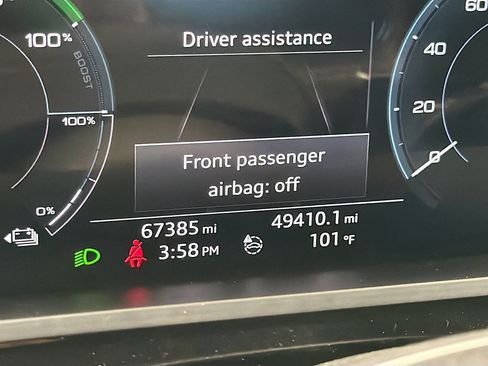 Driver assistance
Front passenger
airbag: off
100%
BOOST
100%
0%
60
40
20
0
67385 mi
49410.1 mi
3:58 PM
101 °F